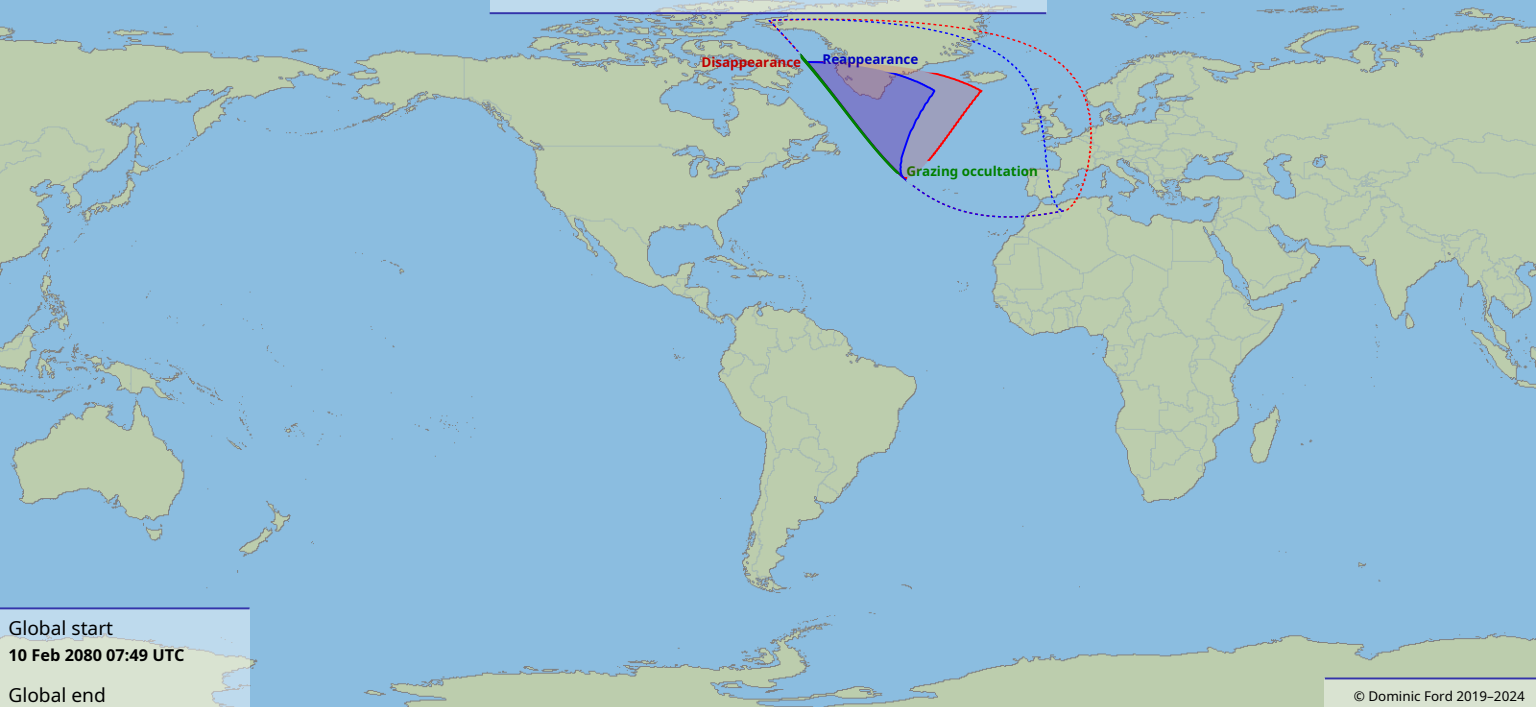 Disappearance
Reappearance
Grazing occultation
Global start
10 Feb 2080 07:49 UTC
Global end
© Dominic Ford 2019–2024